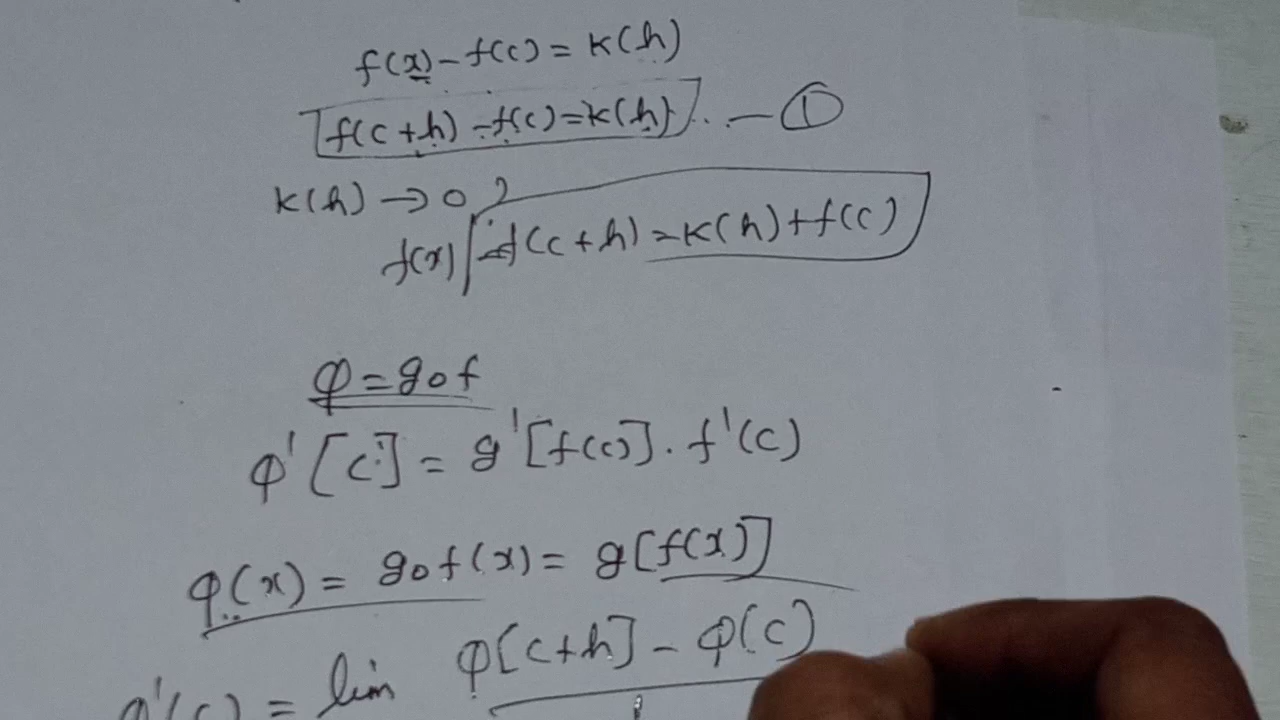 f(x) - f(c) = k(h)
f(c+h) - f(c) = k(h) .. — ①
k(h) → 0
f(x) = f(c+h) = k(h) + f(c)
φ = gof
φ' [c] = g' [f(c)] . f'(c)
φ(x) = gof(x) = g[f(x)]
φ[c+h] - φ(c)
φ'(c) = lim